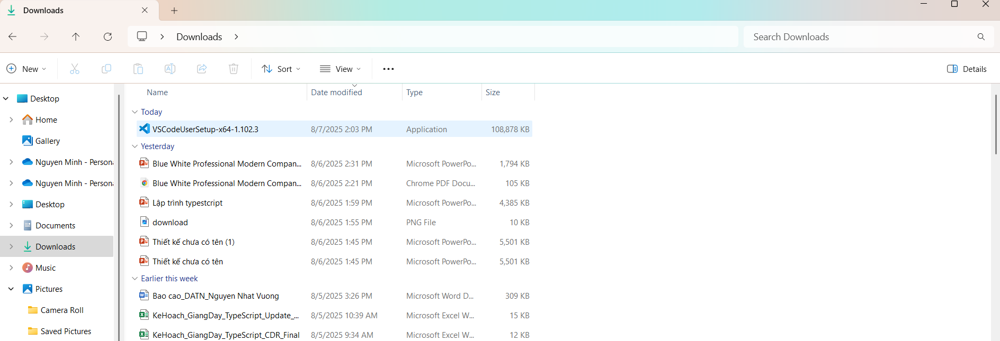 Downloads
Downloads
Search Downloads
New
Sort
View
Details
Desktop
Home
Gallery
Nguyen Minh - Persona
Nguyen Minh - Persona
Desktop
Documents
Downloads
Music
Pictures
Camera Roll
Saved Pictures
Name Date modified Type Size
Today
VSCodeUserSetup-x64-1.102.3 8/7/2025 2:03 PM Application 108,878 KB
Yesterday
Blue White Professional Modern Compan... 8/6/2025 2:31 PM Microsoft PowerPo... 1,794 KB
Blue White Professional Modern Compan... 8/6/2025 2:21 PM Chrome PDF Docu... 105 KB
Lập trình typestcript 8/6/2025 1:59 PM Microsoft PowerPo... 4,385 KB
download 8/6/2025 1:55 PM PNG File 10 KB
Thiết kế chưa có tên (1) 8/6/2025 1:45 PM Microsoft PowerPo... 5,501 KB
Thiết kế chưa có tên 8/6/2025 1:45 PM Microsoft PowerPo... 5,501 KB
Earlier this week
Bao cao_DATN_Nguyen Nhat Vuong 8/5/2025 3:26 PM Microsoft Word D... 309 KB
KeHoach_GiangDay_TypeScript_Update_... 8/5/2025 10:39 AM Microsoft Excel W... 15 KB
KeHoach_GiangDay_TypeScript_CDR_Final 8/5/2025 9:34 AM Microsoft Excel W... 12 KB